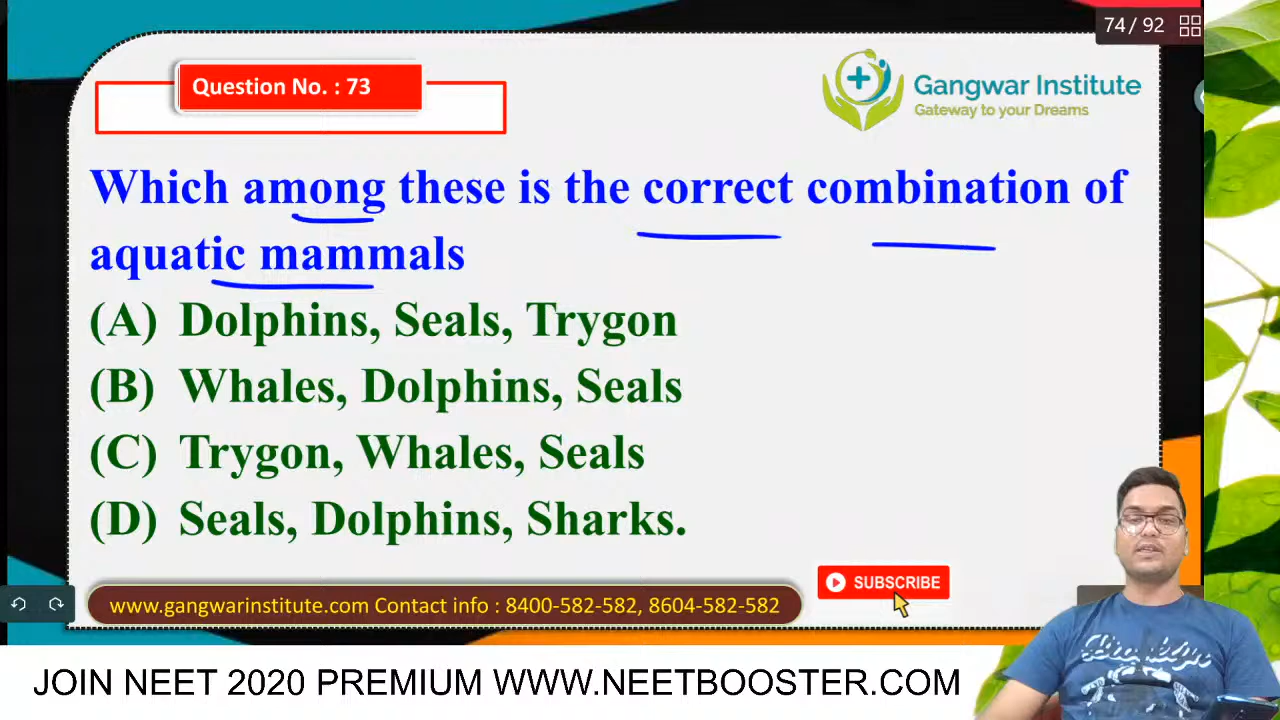 74 / 92
Question No. : 73
Gangwar Institute
Gateway to your Dreams
Which among these is the correct combination of
aquatic mammals
(A) Dolphins, Seals, Trygon
(B) Whales, Dolphins, Seals
(C) Trygon, Whales, Seals
(D) Seals, Dolphins, Sharks.
www.gangwarinstitute.com Contact info : 8400-582-582, 8604-582-582
SUBSCRIBE
JOIN NEET 2020 PREMIUM WWW.NEETBOOSTER.COM